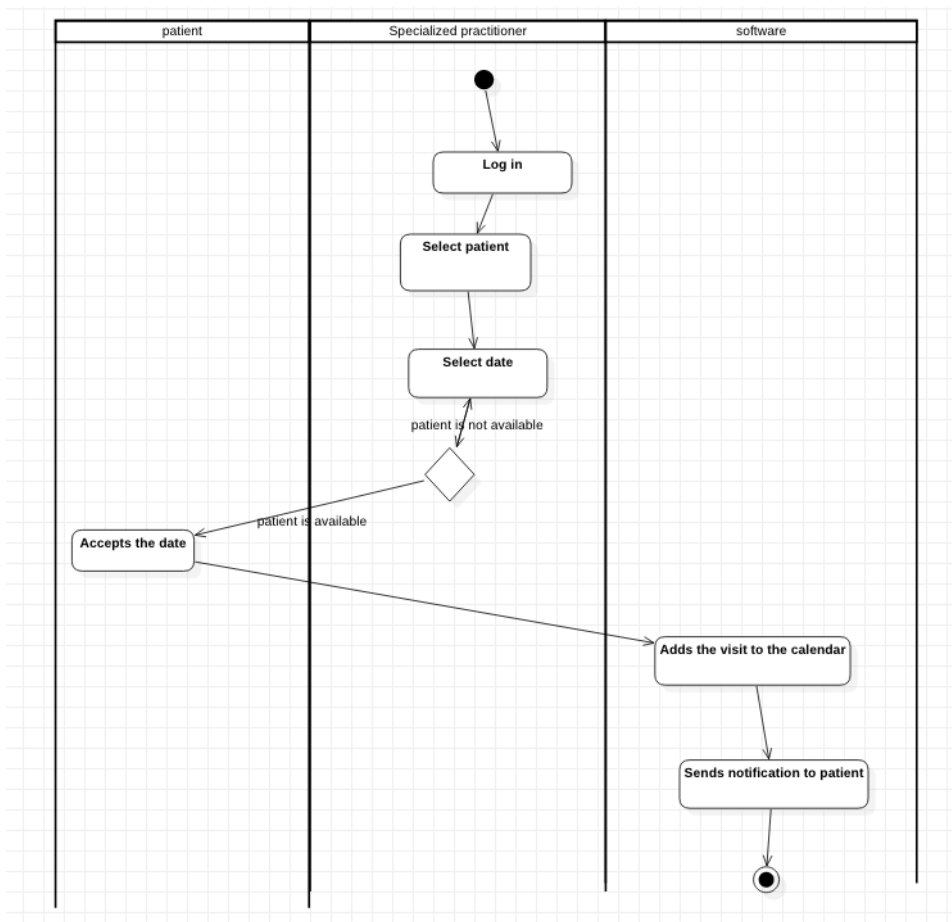 patient
Specialized practitioner
software
Log in
Select patient
Select date
patient is not available
patient is available
Accepts the date
Adds the visit to the calendar
Sends notification to patient